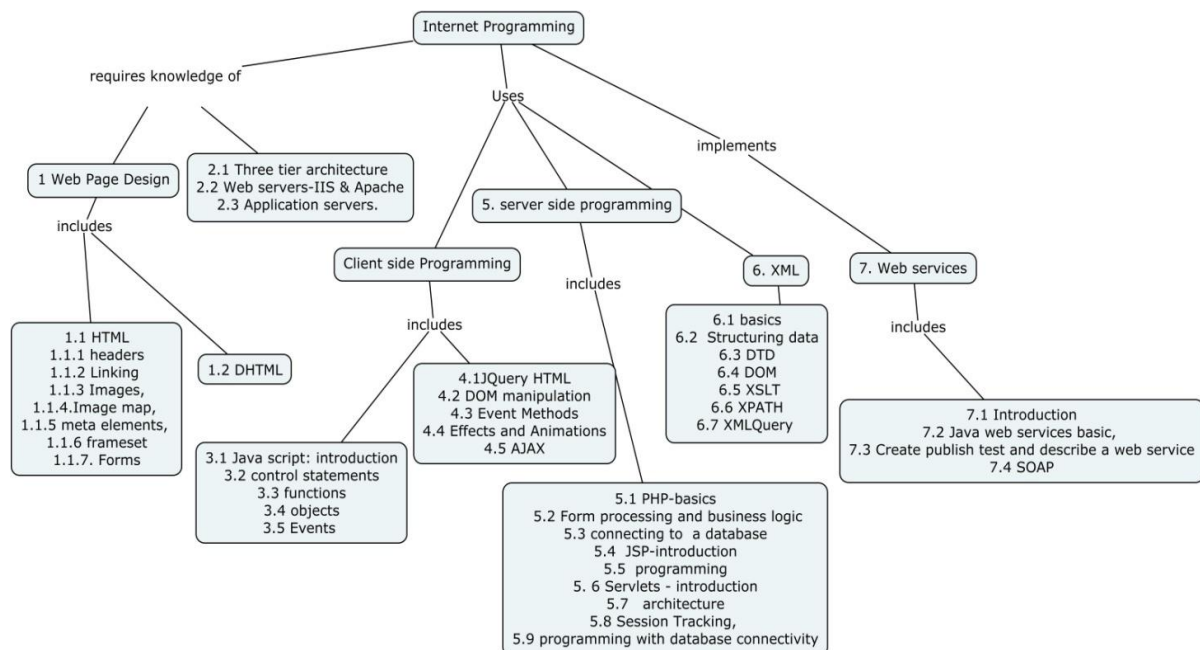 Internet Programming
requires knowledge of
Uses
implements
1 Web Page Design
2.1 Three tier architecture
2.2 Web servers-IIS & Apache
2.3 Application servers.
includes
5. server side programming
Client side Programming
6. XML
7. Web services
includes
includes
includes
1.1 HTML
1.1.1 headers
1.1.2 Linking
1.1.3 Images,
1.1.4.Image map,
1.1.5 meta elements,
1.1.6 frameset
1.1.7. Forms
1.2 DHTML
4.1JQuery HTML
4.2 DOM manipulation
4.3 Event Methods
4.4 Effects and Animations
4.5 AJAX
6.1 basics
6.2 Structuring data
6.3 DTD
6.4 DOM
6.5 XSLT
6.6 XPATH
6.7 XMLQuery
3.1 Java script: introduction
3.2 control statements
3.3 functions
3.4 objects
3.5 Events
7.1 Introduction
7.2 Java web services basic,
7.3 Create publish test and describe a web service
7.4 SOAP
5.1 PHP-basics
5.2 Form processing and business logic
5.3 connecting to a database
5.4 JSP-introduction
5.5 programming
5. 6 Servlets - introduction
5.7 architecture
5.8 Session Tracking,
5.9 programming with database connectivity